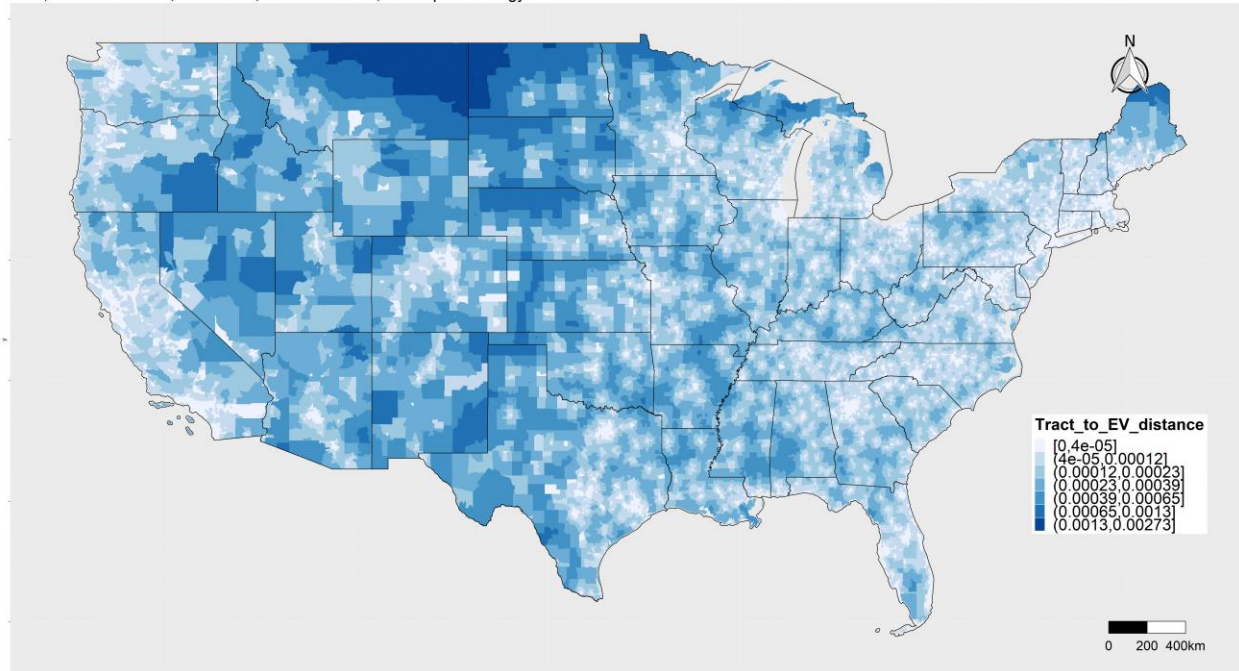 N
Tract_to_EV_distance
[0,4e-05]
(4e-05,0.00012]
(0.00012,0.00023]
(0.00023,0.00039]
(0.00039,0.00065]
(0.00065,0.0013]
(0.0013,0.00273]
0 200 400km